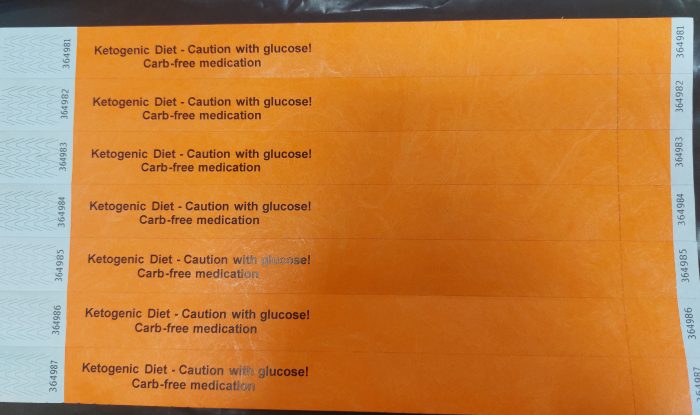 364981
Ketogenic Diet - Caution with glucose!
Carb-free medication
364981
364982
Ketogenic Diet - Caution with glucose!
Carb-free medication
364982
364983
Ketogenic Diet - Caution with glucose!
Carb-free medication
364983
364984
Ketogenic Diet - Caution with glucose!
Carb-free medication
364984
364985
Ketogenic Diet - Caution with glucose!
Carb-free medication
364985
364986
Ketogenic Diet - Caution with glucose!
Carb-free medication
364986
364987
Ketogenic Diet - Caution with glucose!
Carb-free medication